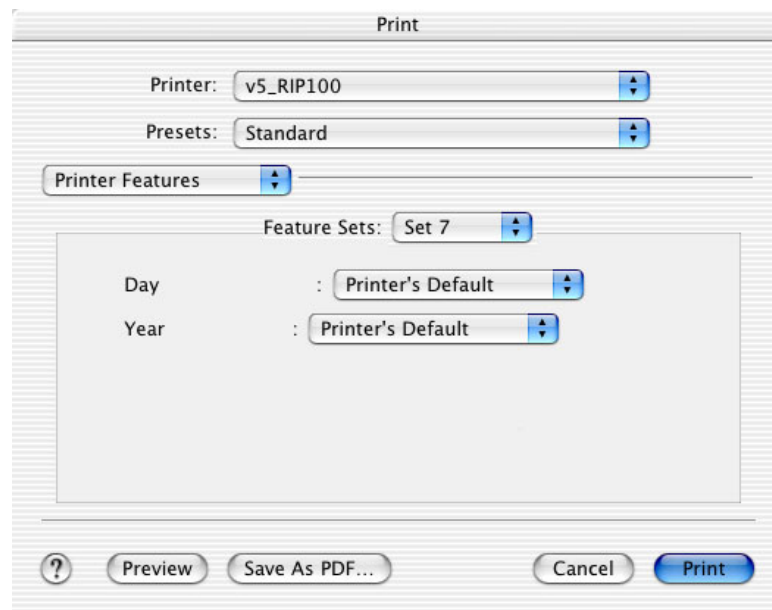 Print
Printer: v5_RIP100
Presets: Standard
Printer Features
Feature Sets: Set 7
Day : Printer's Default
Year : Printer's Default
? Preview Save As PDF... Cancel Print